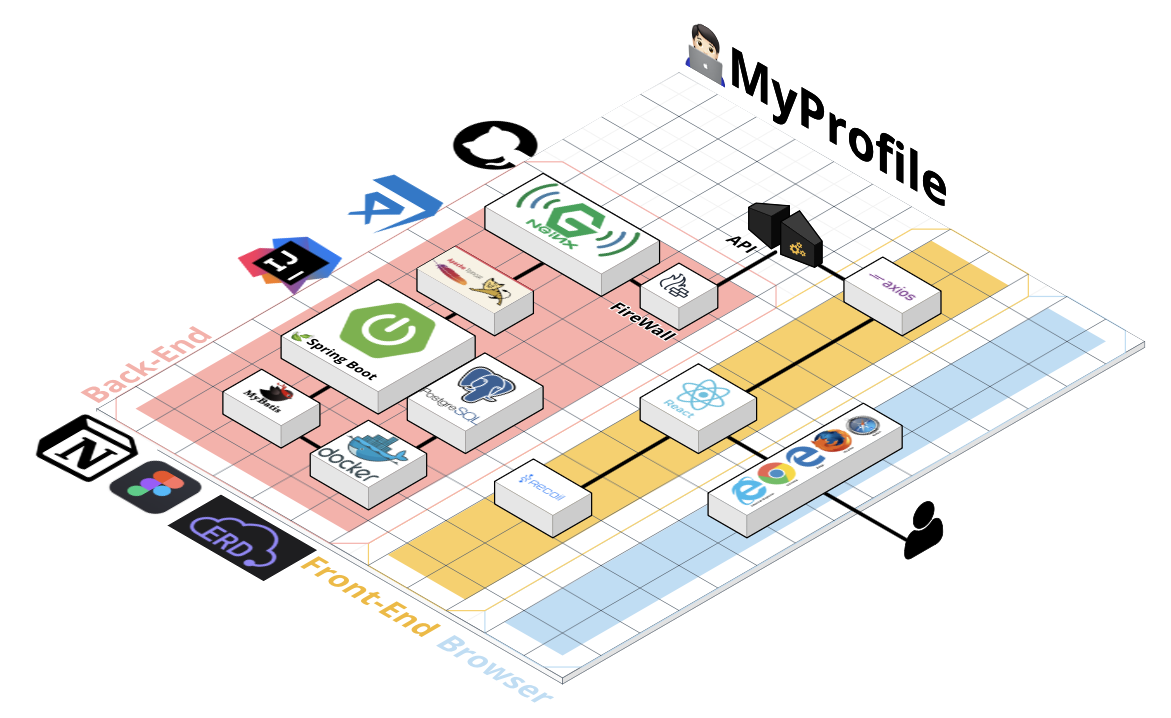 MyProfile
NGINX
API
Apache Tomcat
FireWall
axios
Spring Boot
Back-End
MyBatis
PostgreSQL
React
docker
Recoil
IJ
N
ERD
Front-End
Browser